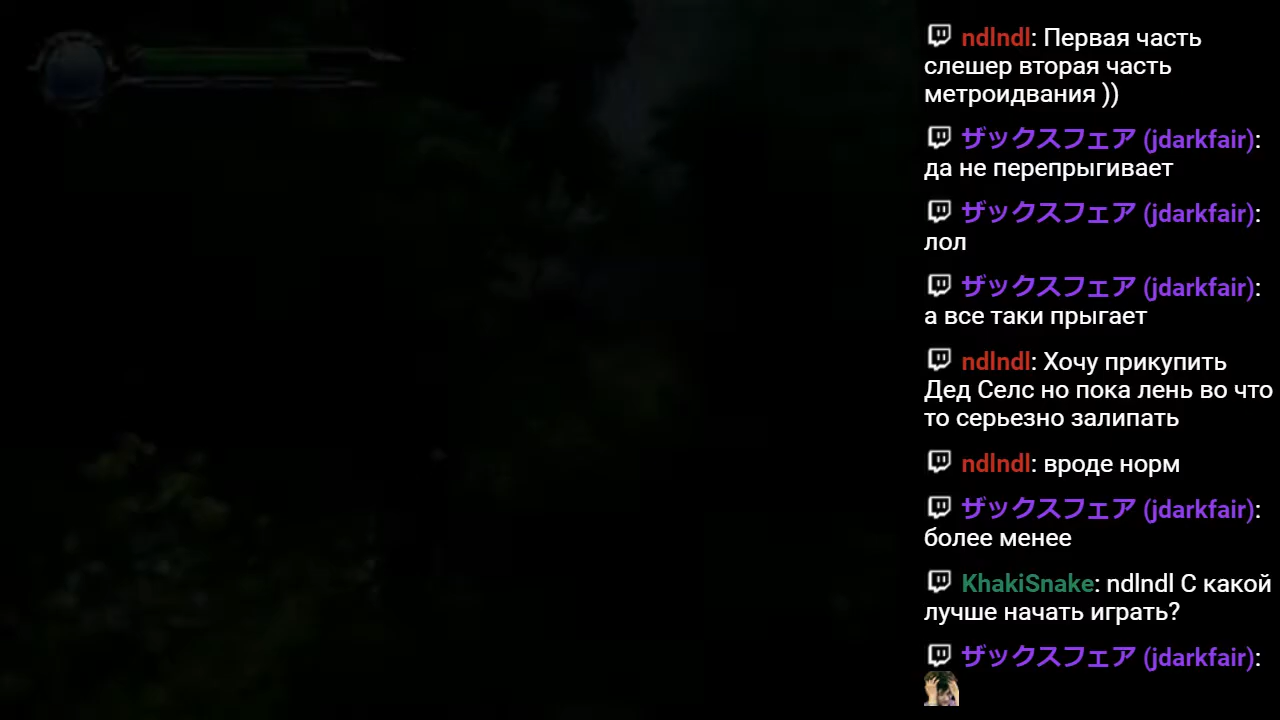 ndlndl: Первая часть
слешер вторая часть
метроидвания ))
ザックスフェア (jdarkfair):
да не перепрыгивает
ザックスフェア (jdarkfair):
лол
ザックスフェア (jdarkfair):
а все таки прыгает
ndlndl: Хочу прикупить
Дед Селс но пока лень во что
то серьезно залипать
ndlndl: вроде норм
ザックスフェア (jdarkfair):
более менее
KhakiSnake: ndlndl С какой
лучше начать играть?
ザックスフェア (jdarkfair):